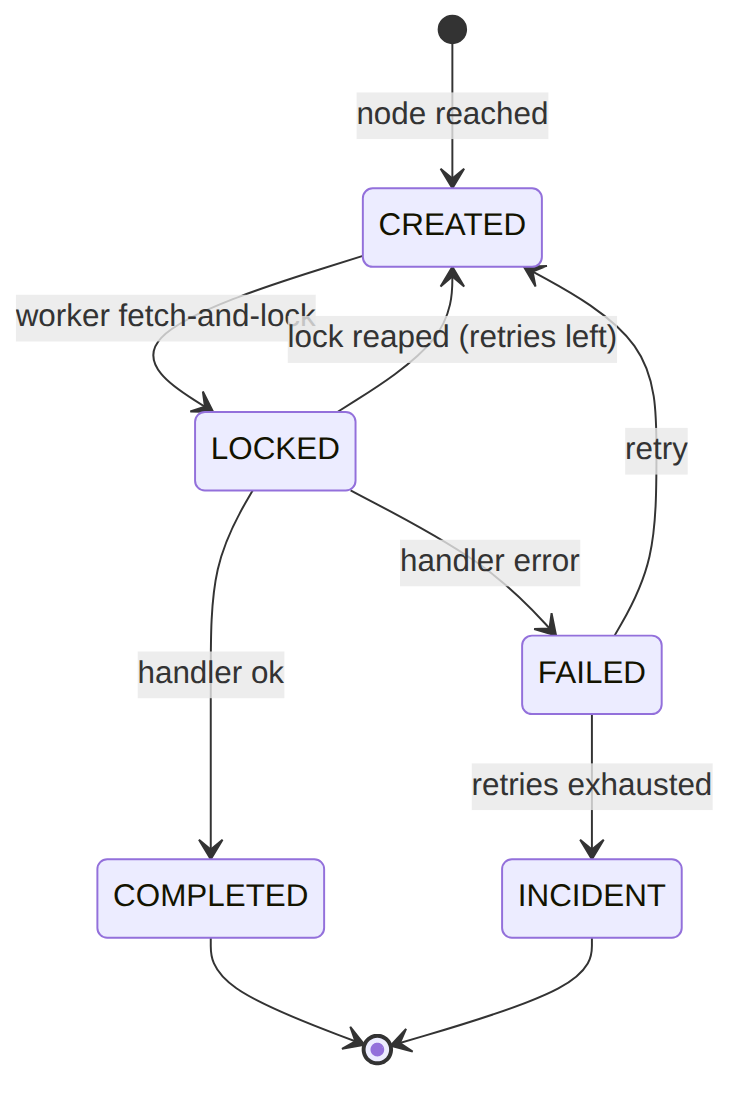 node reached
CREATED
worker fetch-and-lock
lock reaped (retries left)
retry
LOCKED
handler error
handler ok
FAILED
retries exhausted
COMPLETED
INCIDENT